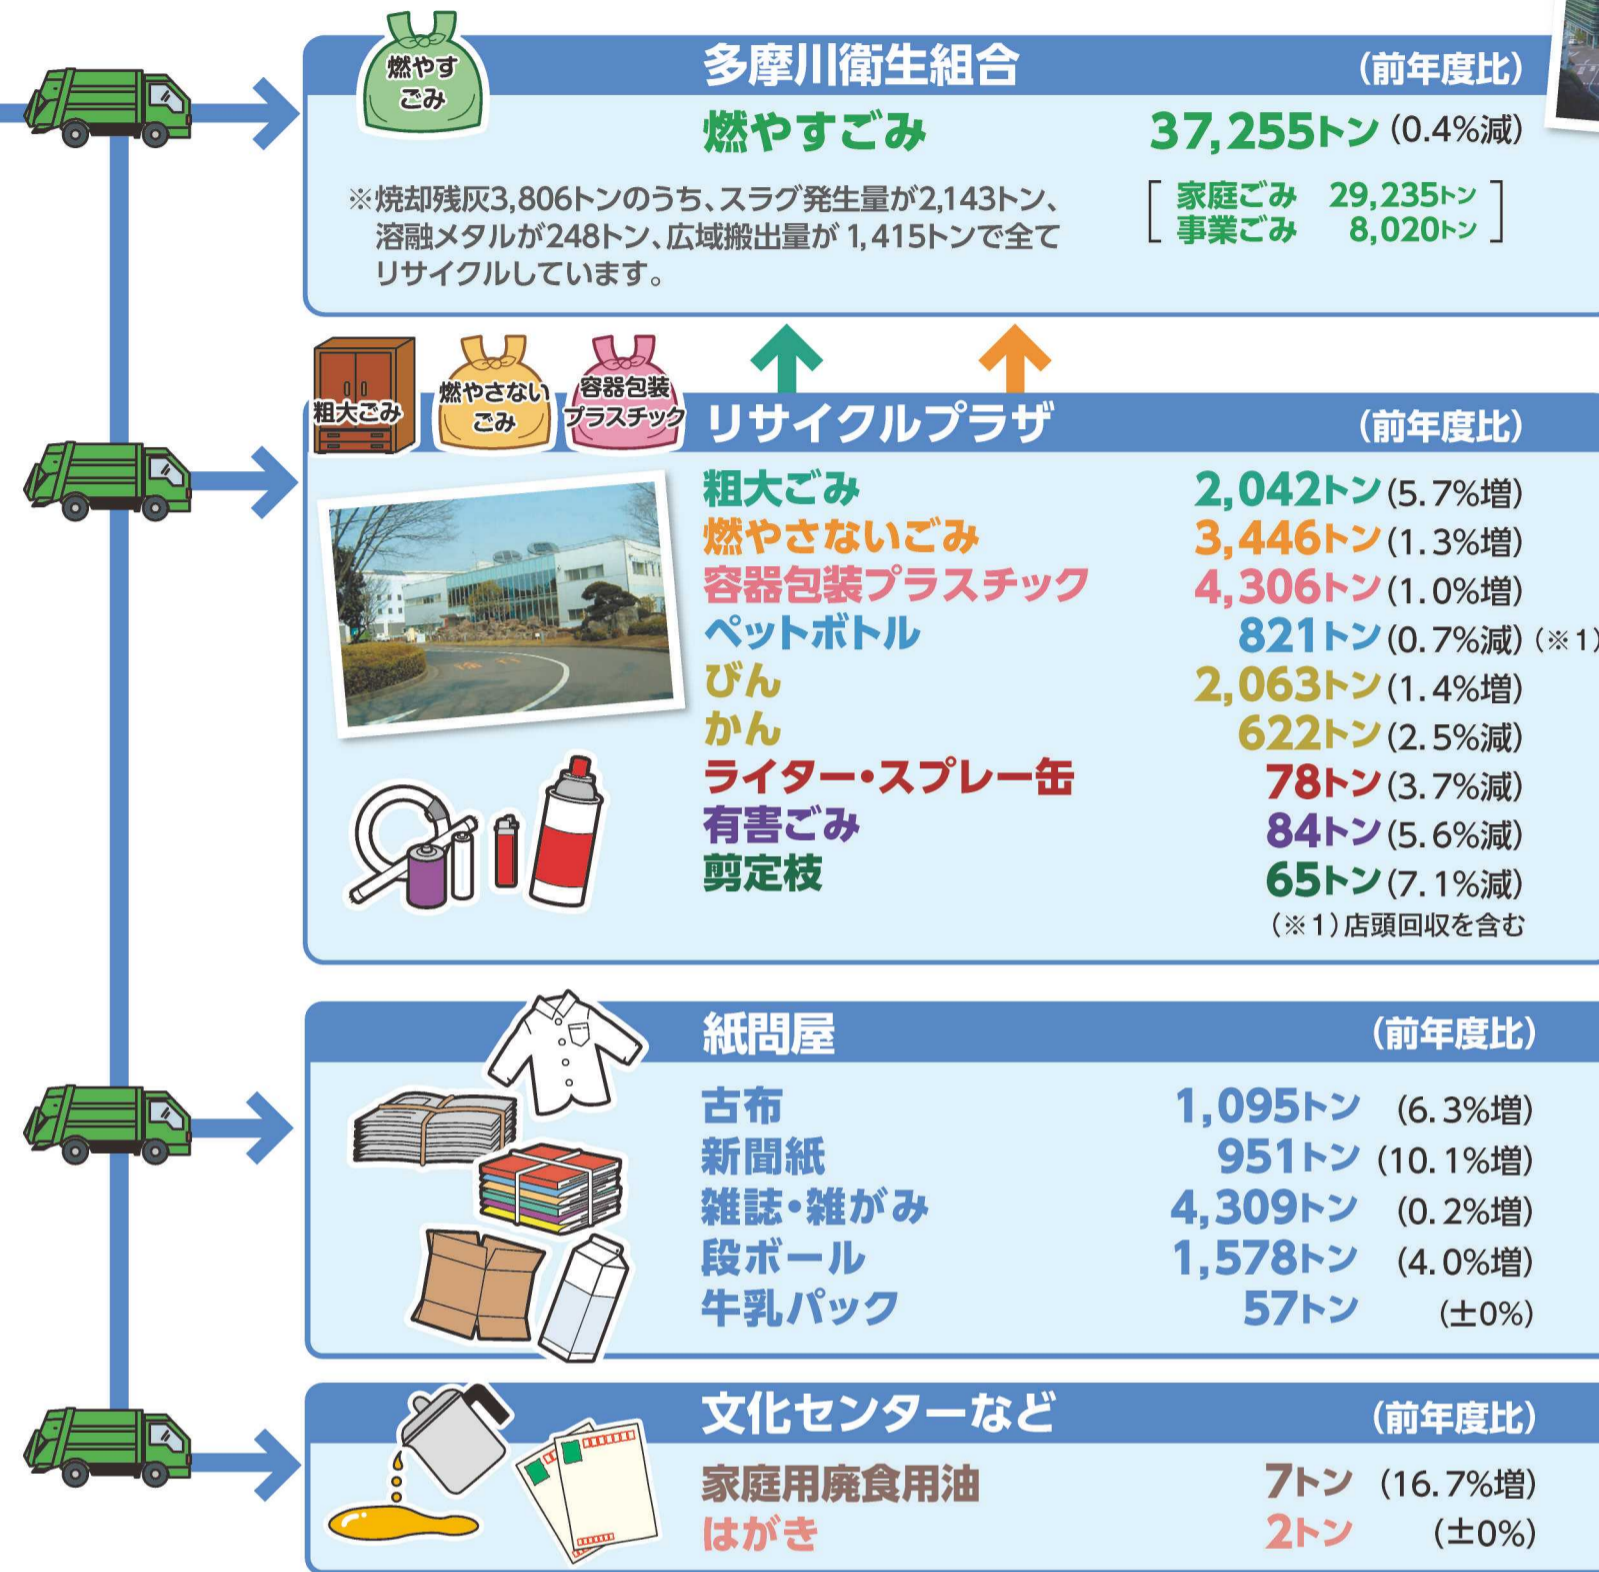 燃やす
ごみ
多摩川衛生組合 (前年度比)
燃やすごみ 37,255トン (0.4%減)
※焼却残灰3,806トンのうち、スラグ発生量が2,143トン、
溶融メタルが248トン、広域搬出量が1,415トンで全て
リサイクルしています。
[ 家庭ごみ 29,235トン
事業ごみ 8,020トン ]
粗大ごみ
燃やさない
ごみ
容器包装
プラスチック
リサイクルプラザ (前年度比)
粗大ごみ 2,042トン(5.7%増)
燃やさないごみ 3,446トン(1.3%増)
容器包装プラスチック 4,306トン(1.0%増)
ペットボトル 821トン(0.7%減)(※1)
びん 2,063トン(1.4%増)
かん 622トン(2.5%減)
ライター・スプレー缶 78トン(3.7%減)
有害ごみ 84トン(5.6%減)
剪定枝 65トン(7.1%減)
(※1)店頭回収を含む
紙問屋 (前年度比)
古布 1,095トン (6.3%増)
新聞紙 951トン (10.1%増)
雑誌・雑がみ 4,309トン (0.2%増)
段ボール 1,578トン (4.0%増)
牛乳パック 57トン (±0%)
文化センターなど (前年度比)
家庭用廃食用油 7トン (16.7%増)
はがき 2トン (±0%)